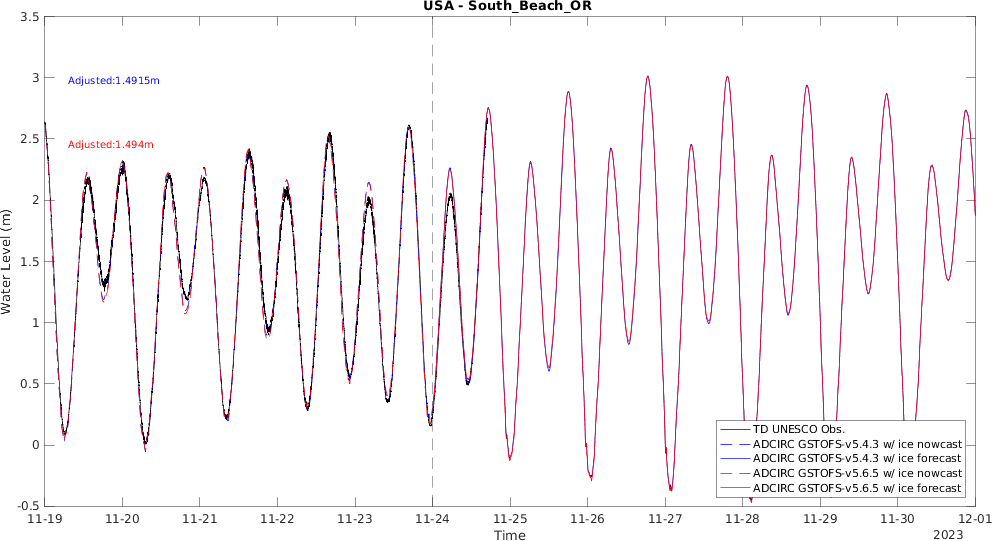 USA - South_Beach_OR
3.5
3
2.5
2
1.5
1
0.5
0
-0.5
Water Level (m)
Adjusted:1.4915m
Adjusted:1.494m
TD UNESCO Obs.
ADCIRC GSTOFS-v5.4.3 w/ ice nowcast
ADCIRC GSTOFS-v5.4.3 w/ ice forecast
ADCIRC GSTOFS-v5.6.5 w/ ice nowcast
ADCIRC GSTOFS-v5.6.5 w/ ice forecast
11-19 11-20 11-21 11-22 11-23 11-24 11-25 11-26 11-27 11-28 11-29 11-30 12-01
Time
2023